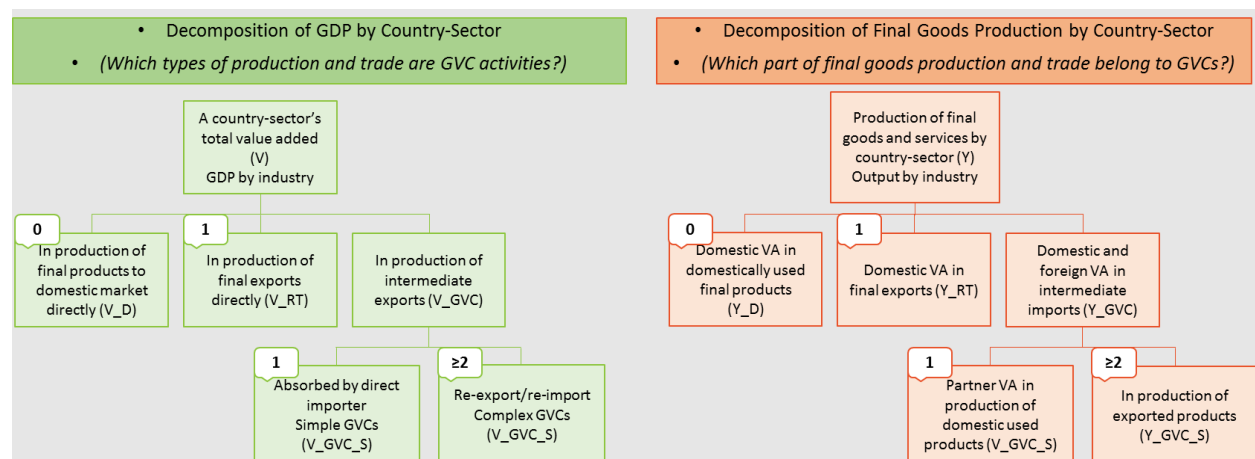 • Decomposition of GDP by Country-Sector
• (Which types of production and trade are GVC activities?)
A country-sector's
total value added
(V)
GDP by industry
0
In production of
final products to
domestic market
directly (V_D)
1
In production of
final exports
directly (V_RT)
In production of
intermediate
exports (V_GVC)
1
Absorbed by direct
importer
Simple GVCs
(V_GVC_S)
≥2
Re-export/re-import
Complex GVCs
(V_GVC_S)
• Decomposition of Final Goods Production by Country-Sector
• (Which part of final goods production and trade belong to GVCs?)
Production of final
goods and services by
country-sector (Y)
Output by industry
0
Domestic VA in
domestically used
final products
(Y_D)
1
Domestic VA in
final exports (Y_RT)
Domestic and
foreign VA in
intermediate
imports (Y_GVC)
1
Partner VA in
production of
domestic used
products (V_GVC_S)
≥2
In production of
exported products
(Y_GVC_S)